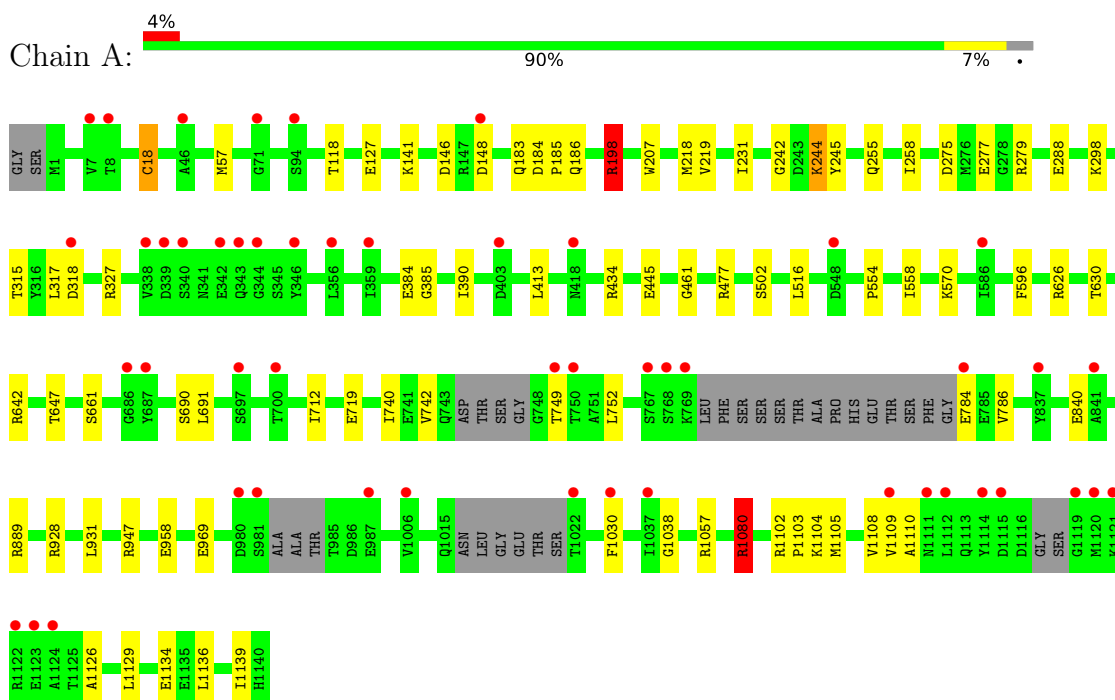 4%
Chain A:
90% 7% •
GLY SER M1 V7 T8 C18 A46 M57 G71 S94 T118 E127 K141 D146 R147 D148 Q183 D184 P185 Q186 R198 W207 M218 V219 I231 G242 D243 K244 Y245 Q255 I258 D275 M276 E277 G278 R279 E288 K298
T315 Y316 L317 D318 R327 V338 D339 S340 N341 E342 Q343 G344 S345 Y346 L356 I359 E384 G385 I390 D403 L413 N418 R434 E445 G461 R477 S502 L516 D548 P554 I558 K570 I586 F596 R626 T630
R642 T647 S661 G686 Y687 S690 L691 S697 T700 I712 E719 I740 E741 V742 Q743 ASP THR SER GLY G748 T749 T750 A751 L752 S767 S768 K769 LEU PHE SER SER SER THR ALA PRO HIS GLU THR SER PHE GLY E784 E785 V786 Y837 E840 A841
R889 R928 L931 R947 E958 E969 D980 S981 ALA ALA THR T985 D986 E987 V1006 Q1015 ASN LEU GLY GLU THR SER T1022 F1030 I1037 G1038 R1057 R1080 R1102 P1103 K1104 M1105 V1108 V1109 A1110 N1111 L1112 Q1113 Y1114 D1115 D1116 GLY SER G1119 M1120 K1121
R1122 E1123 A1124 T1125 A1126 L1129 E1134 E1135 L1136 I1139 H1140